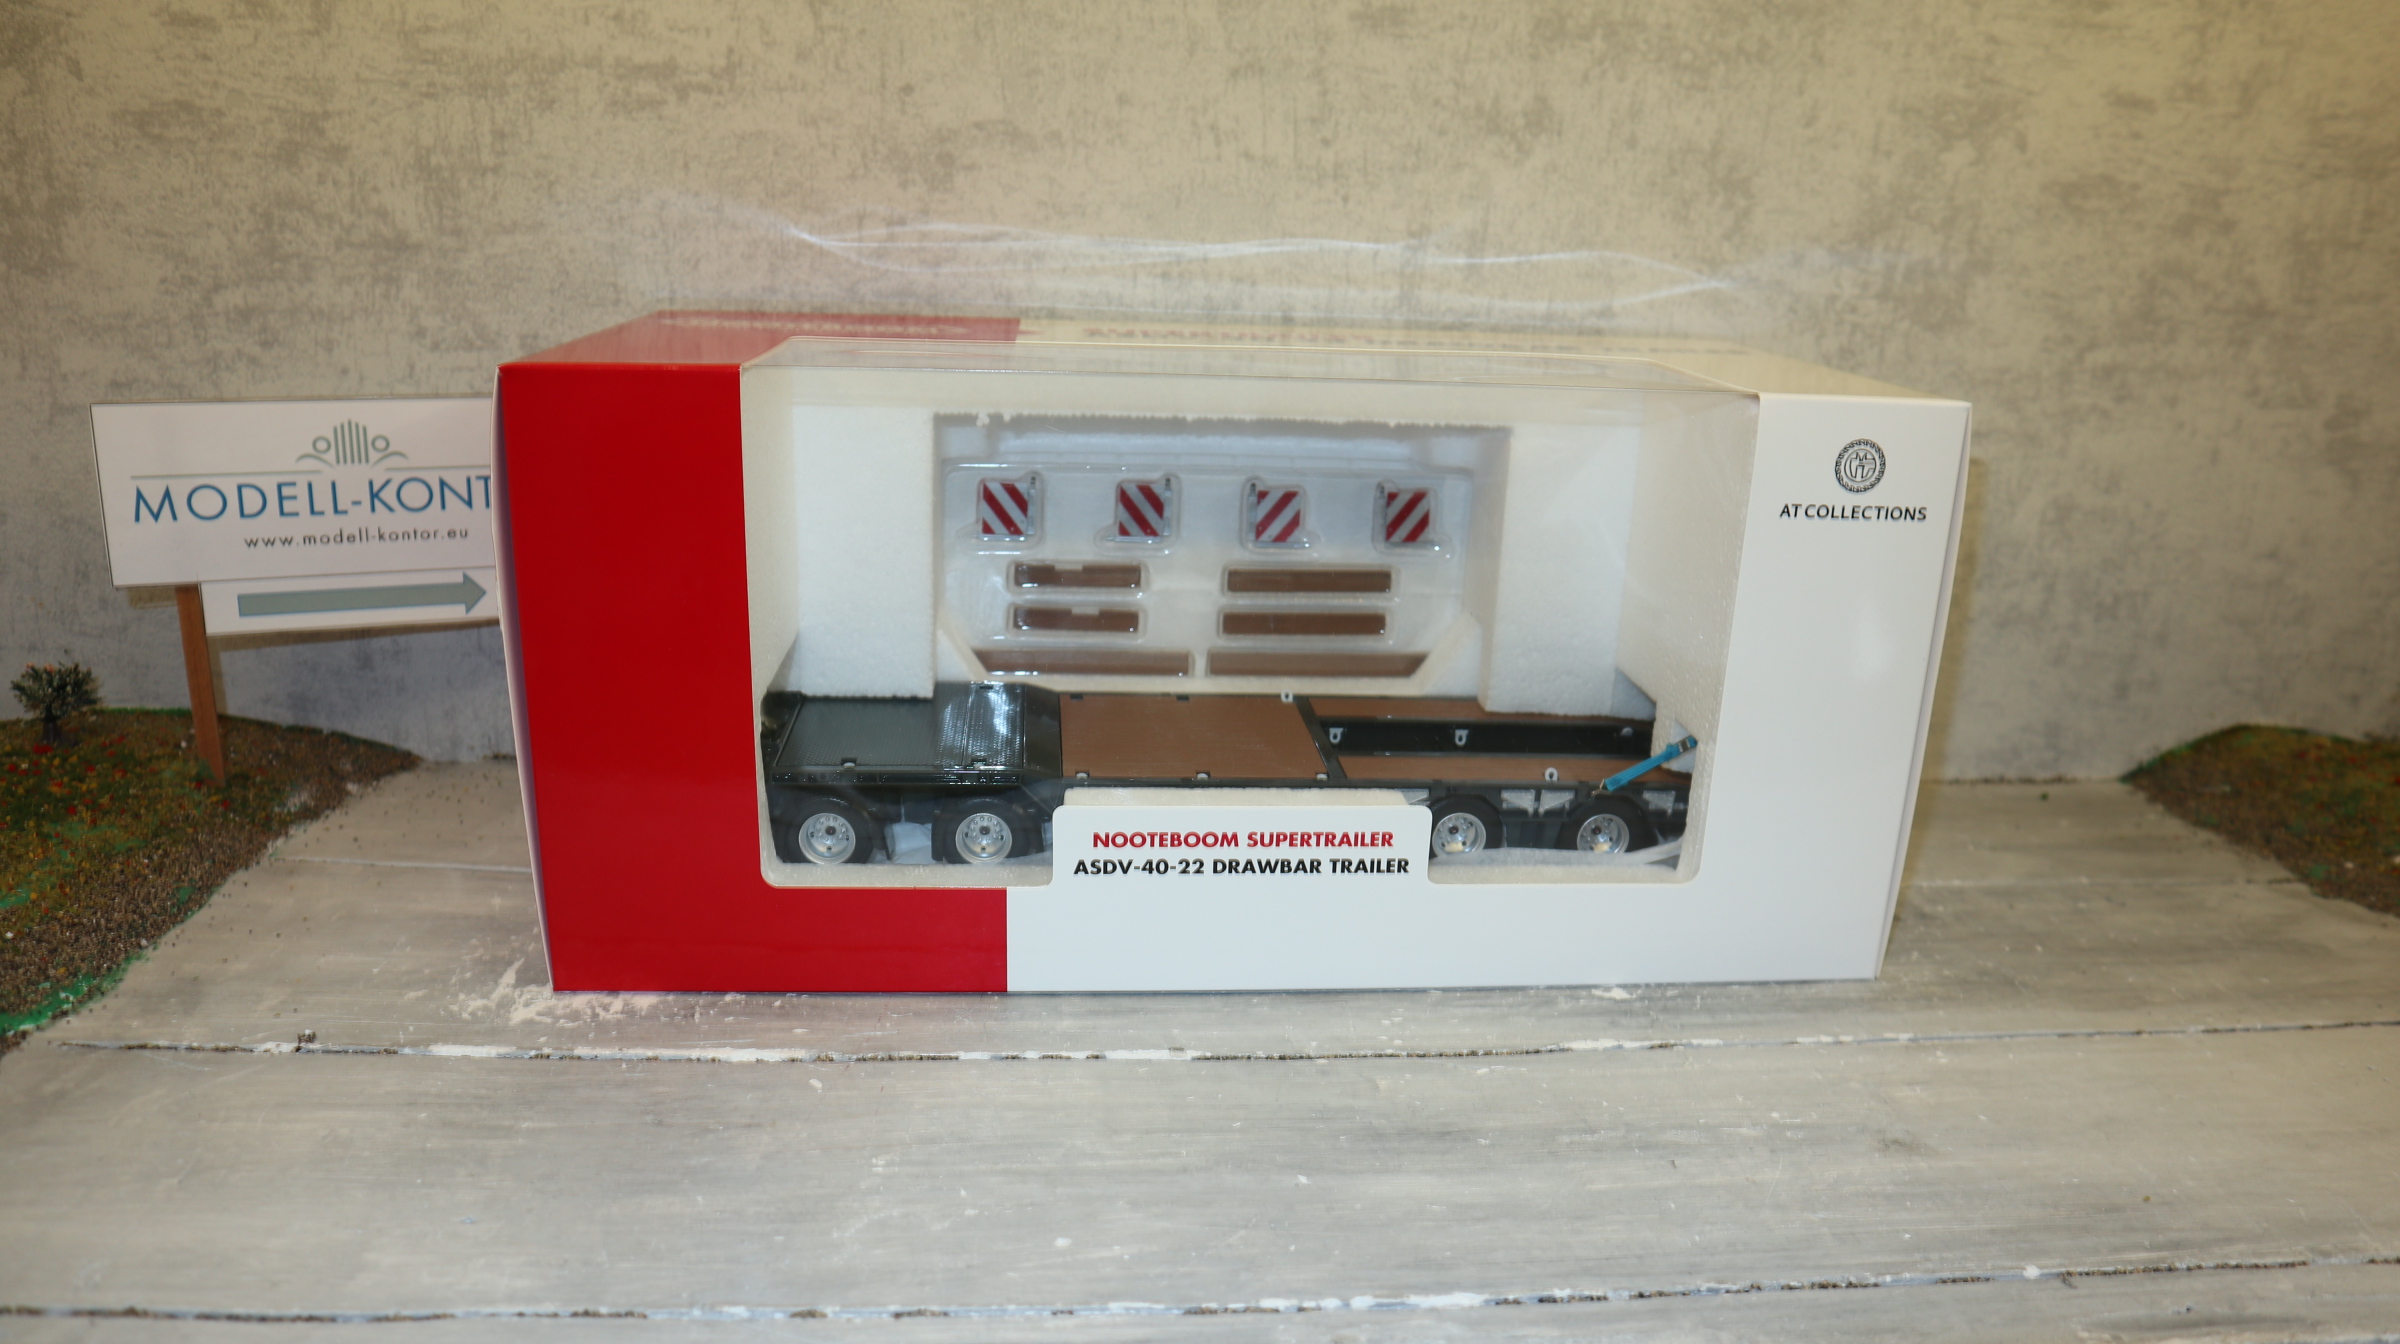 MODELL-KONT
www.modell-kontor.eu
AT COLLECTIONS
NOOTEBOOM SUPERTRAILER
ASDV-40-22 DRAWBAR TRAILER